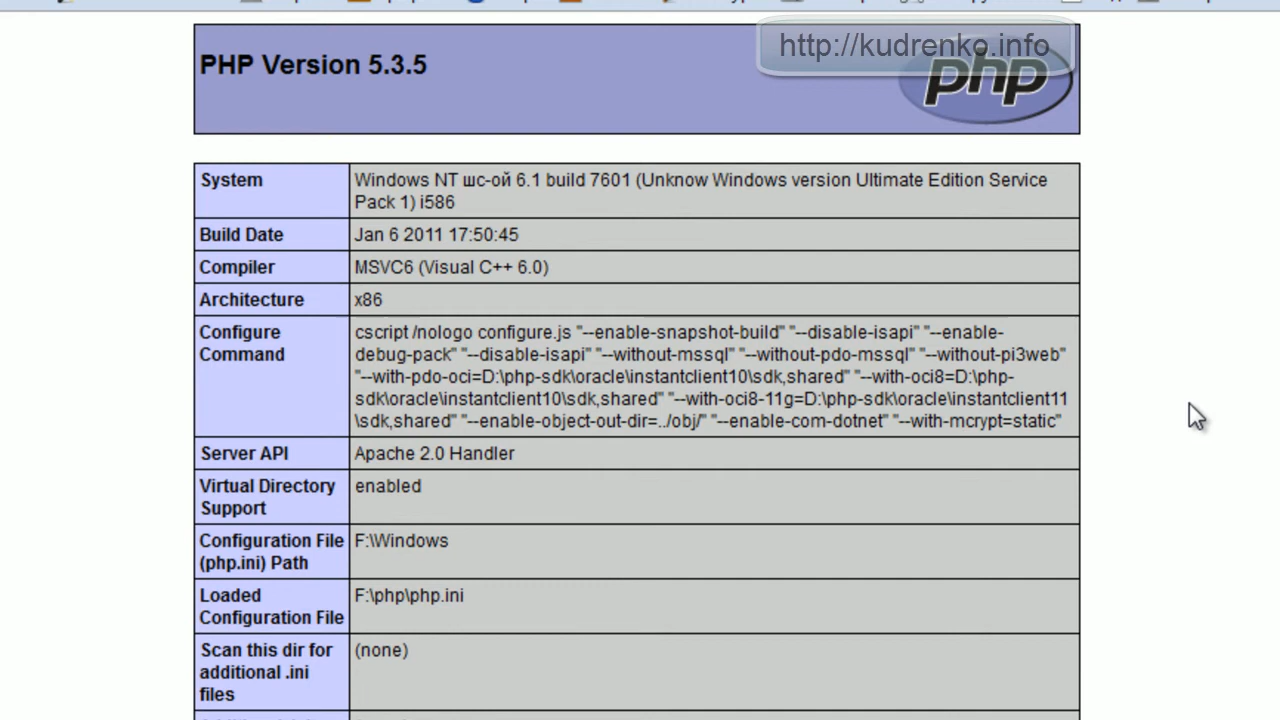 http://kudrenko.info
PHP Version 5.3.5
php
System
Windows NT шс-ой 6.1 build 7601 (Unknow Windows version Ultimate Edition Service
Pack 1) i586
Build Date
Jan 6 2011 17:50:45
Compiler
MSVC6 (Visual C++ 6.0)
Architecture
x86
Configure
Command
cscript /nologo configure.js "--enable-snapshot-build" "--disable-isapi" "--enable-
debug-pack" "--disable-isapi" "--without-mssql" "--without-pdo-mssql" "--without-pi3web"
"--with-pdo-oci=D:\php-sdk\oracle\instantclient10\sdk,shared" "--with-oci8=D:\php-
sdk\oracle\instantclient10\sdk,shared" "--with-oci8-11g=D:\php-sdk\oracle\instantclient11
\sdk,shared" "--enable-object-out-dir=../obj/" "--enable-com-dotnet" "--with-mcrypt=static"
Server API
Apache 2.0 Handler
Virtual Directory
Support
enabled
Configuration File
(php.ini) Path
F:\Windows
Loaded
Configuration File
F:\php\php.ini
Scan this dir for
additional .ini
files
(none)